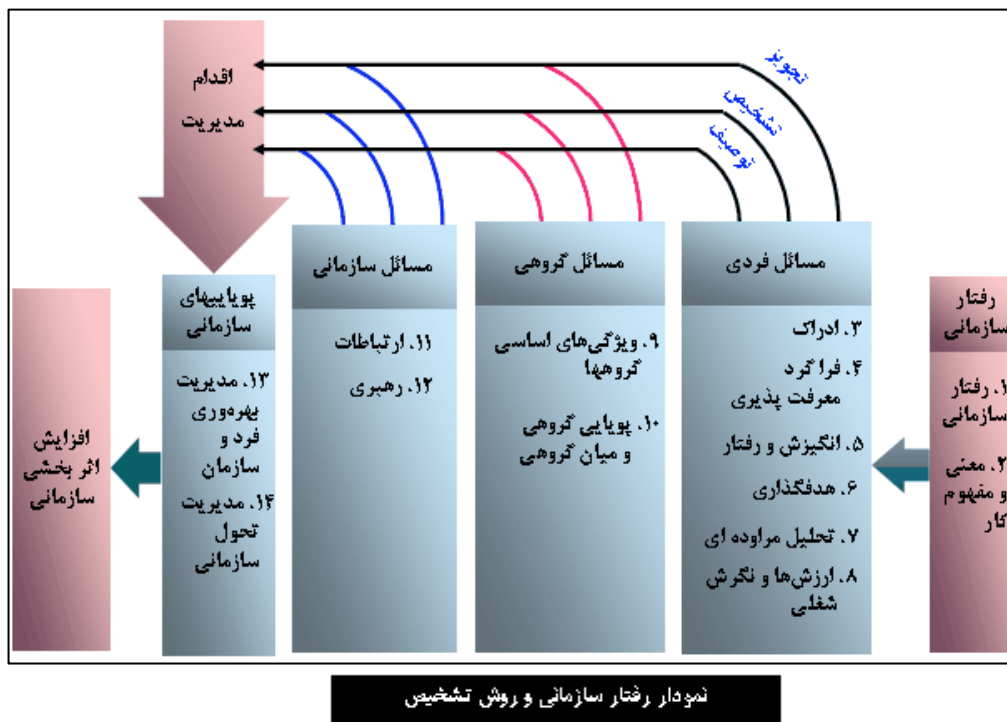 اقدام
مدیریت
تجویز
تشخیص
توصیف
رفتار
سازمانی
۱. رفتار
سازمانی
۲. معنی
و مفهوم
کار
مسائل فردی
۳. ادراک
۴. فراگرد
معرفت پذیری
۵. انگیزش و رفتار
۶. هدفگذاری
۷. تحلیل مراوده ای
۸. ارزش‌ها و نگرش
شغلی
مسائل گروهی
۹. ویژگی‌های اساسی
گروهها
۱۰. پویایی گروهی
و میان گروهی
مسائل سازمانی
۱۱. ارتباطات
۱۲. رهبری
پویاییهای
سازمانی
۱۳. مدیریت
بهره‌وری
فرد و
سازمان
۱۴. مدیریت
تحول
سازمانی
افزایش
اثر بخشی
سازمانی
نمودار رفتار سازمانی و روش تشخیص